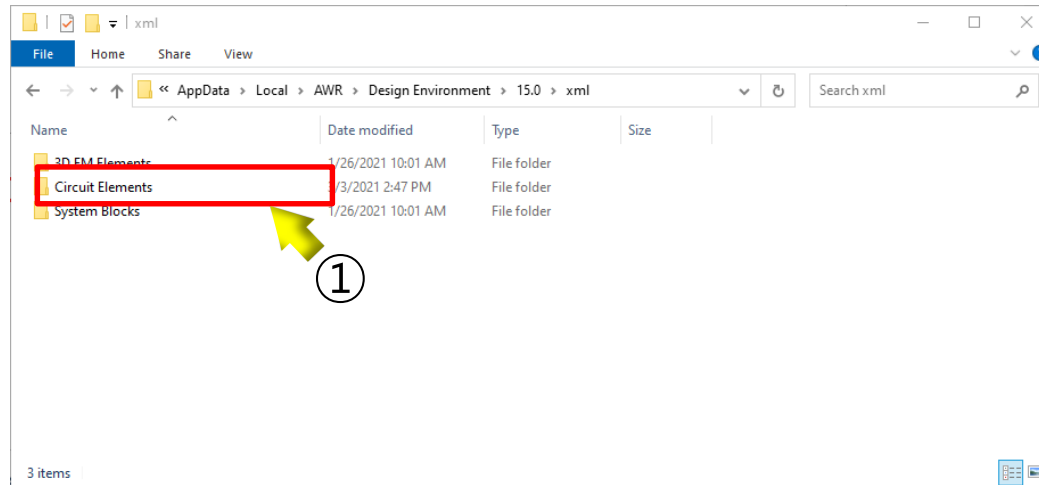 xml
File Home Share View
« AppData > Local > AWR > Design Environment > 15.0 > xml Search xml
Name Date modified Type Size
3D EM Elements 1/26/2021 10:01 AM File folder
Circuit Elements /3/2021 2:47 PM File folder
System Blocks 1/26/2021 10:01 AM File folder
①
3 items